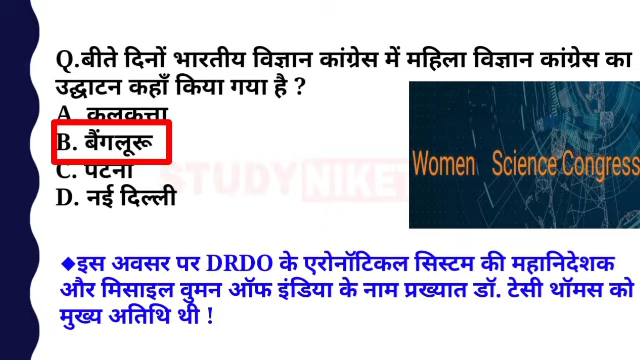 Q.बीते दिनों भारतीय विज्ञान कांग्रेस में महिला विज्ञान कांग्रेस का
उद्घाटन कहाँ किया गया है ?
A. कलकत्ता
B. बैंगलूरू
C. पटना
D. नई दिल्ली
Women Science Congress
STUDY NIKET
◆इस अवसर पर DRDO के एरोनॉटिकल सिस्टम की महानिदेशक
और मिसाइल वुमन ऑफ इंडिया के नाम प्रख्यात डॉ. टेसी थॉमस को
मुख्य अतिथि थी !